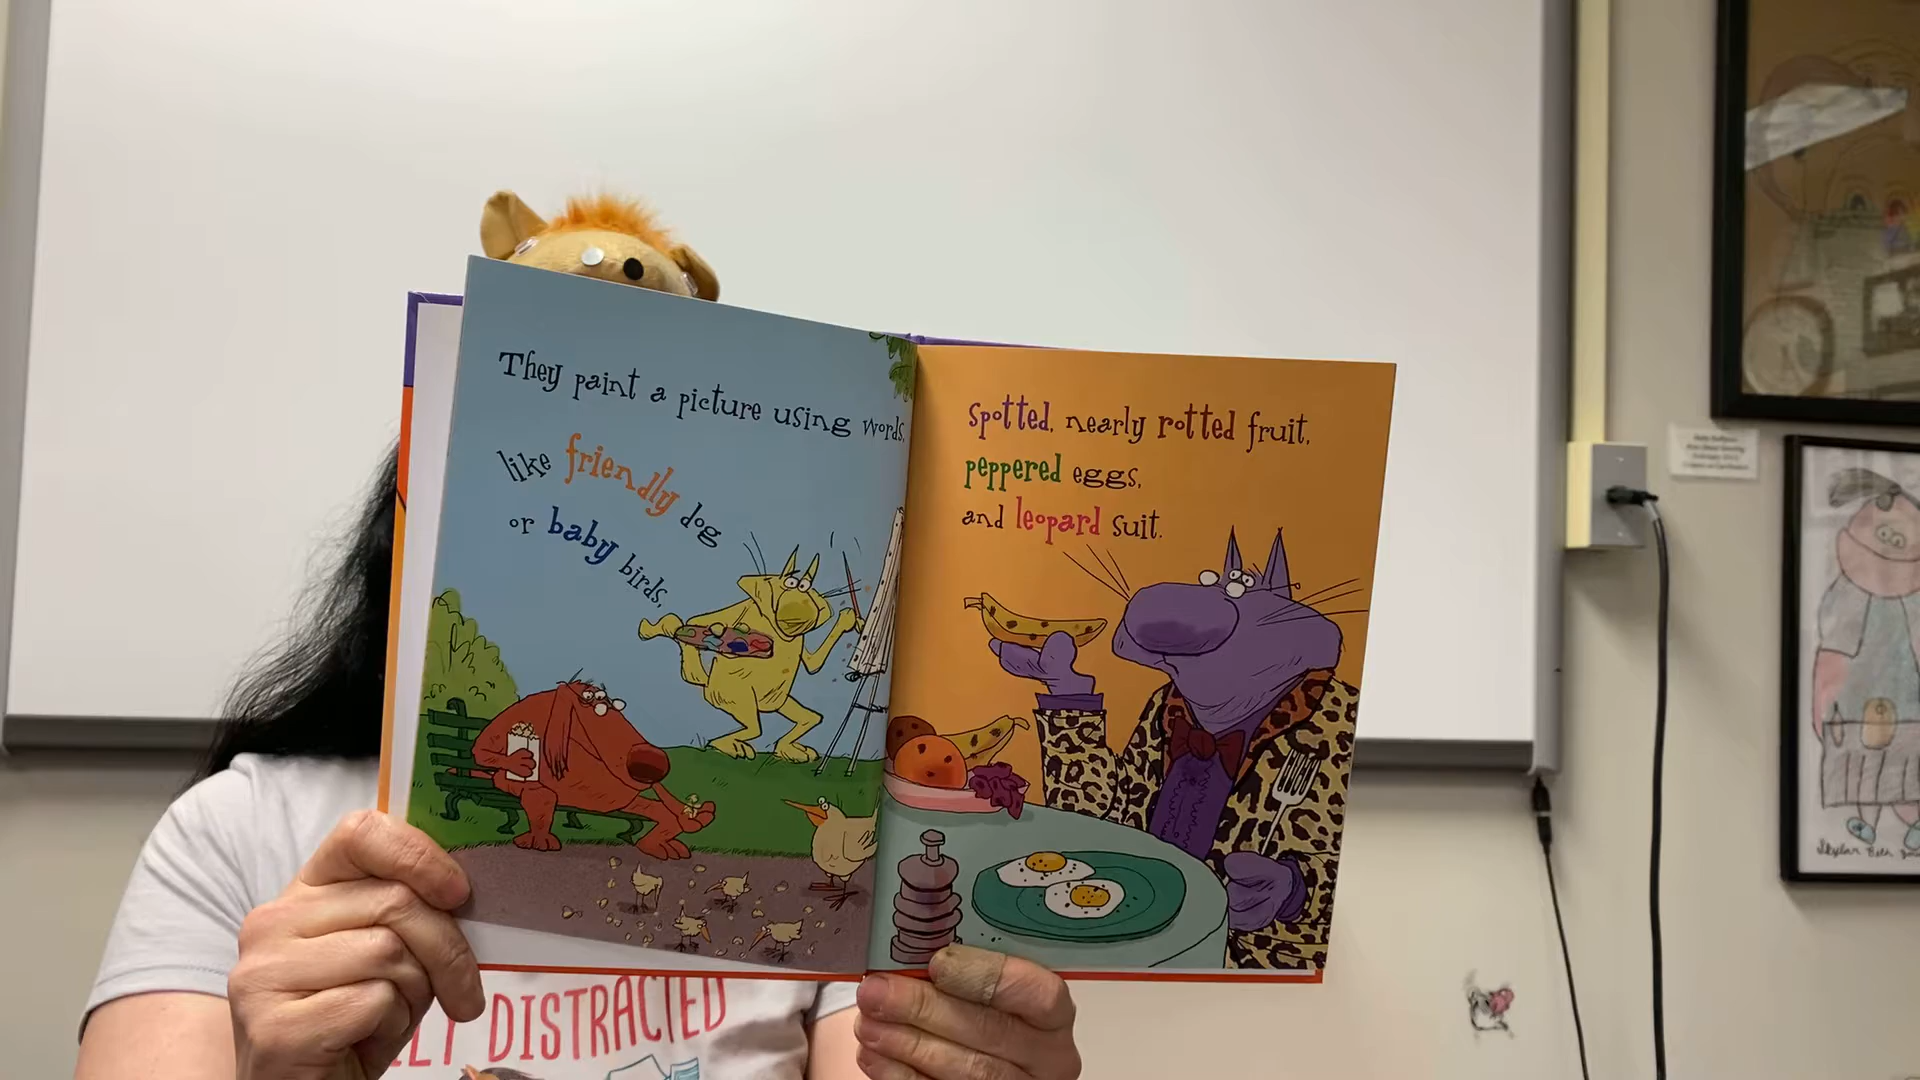 They paint a picture using words,
like friendly dog
or baby birds,
spotted, nearly rotted fruit,
peppered eggs,
and leopard suit.
DISTRACTED